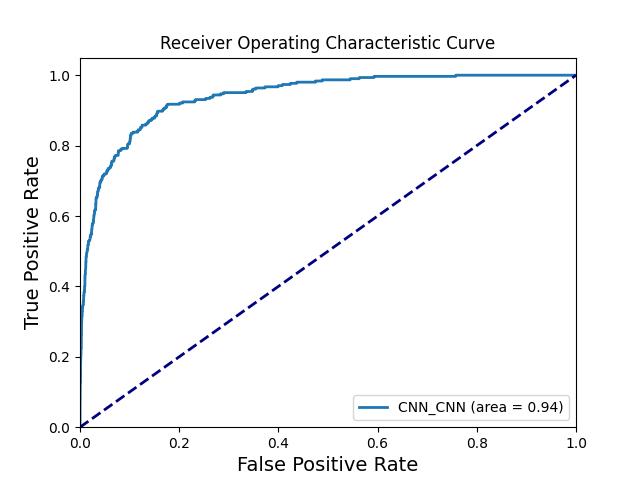 Receiver Operating Characteristic Curve
True Positive Rate
1.0
0.8
0.6
0.4
0.2
0.0
CNN_CNN (area = 0.94)
0.0 0.2 0.4 0.6 0.8 1.0
False Positive Rate